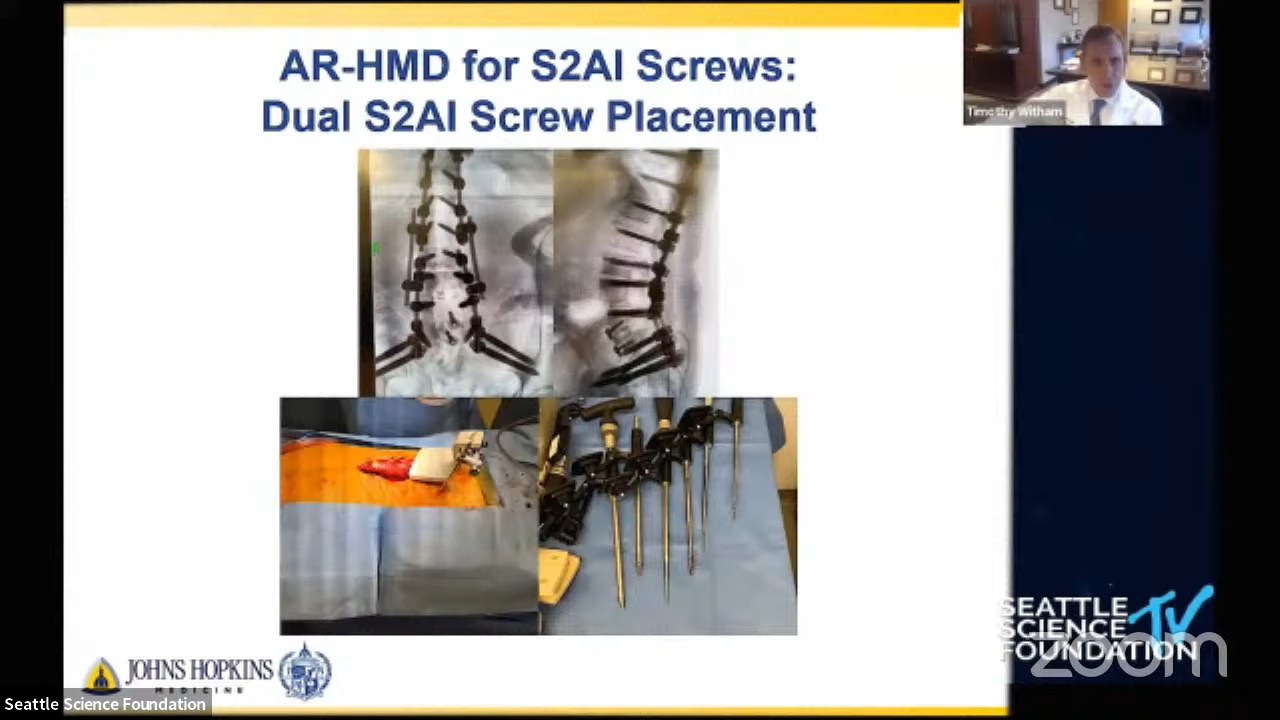 AR-HMD for S2AI Screws:
Dual S2AI Screw Placement
Timothy Witham
JOHNS HOPKINS
MEDICINE
SEATTLE
SCIENCE TV
FOUNDATION
zoom
Seattle Science Foundation